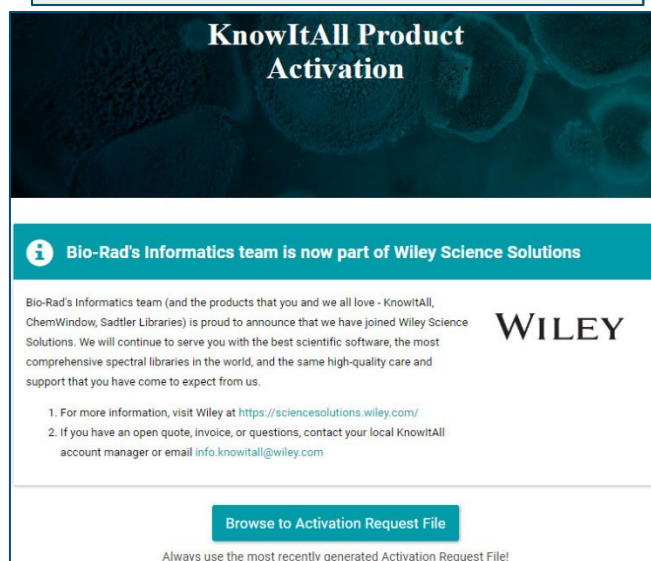 KnowItAll Product
Activation
Bio-Rad's Informatics team is now part of Wiley Science Solutions
Bio-Rad's Informatics team (and the products that you and we all love - KnowItAll,
ChemWindow, Sadtler Libraries) is proud to announce that we have joined Wiley Science
Solutions. We will continue to serve you with the best scientific software, the most
comprehensive spectral libraries in the world, and the same high-quality care and
support that you have come to expect from us.
WILEY
1. For more information, visit Wiley at https://sciencesolutions.wiley.com/
2. If you have an open quote, invoice, or questions, contact your local KnowItAll
account manager or email info.knowitall@wiley.com
Browse to Activation Request File
Always use the most recently generated Activation Request File!